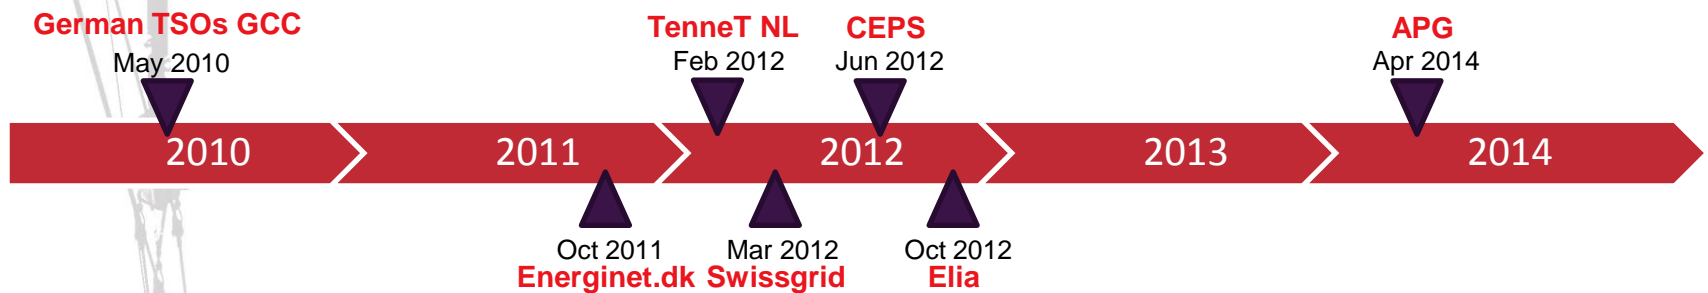 German TSOs GCC
May 2010
TenneT NL
Feb 2012
CEPS
Jun 2012
APG
Apr 2014
2010
2011
2012
2013
2014
Oct 2011
Energinet.dk
Mar 2012
Swissgrid
Oct 2012
Elia